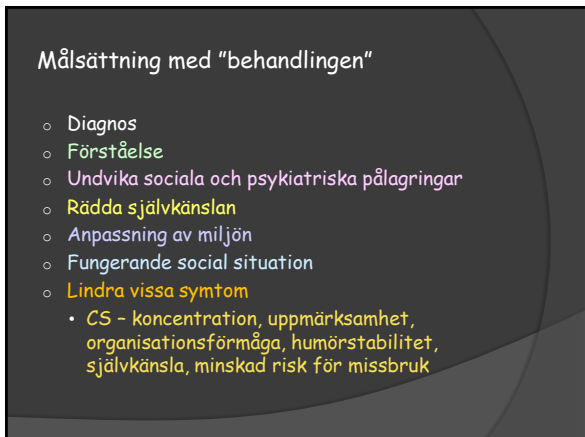 Målsättning med ”behandlingen”
○ Diagnos
○ Förståelse
○ Undvika sociala och psykiatriska pålagringar
○ Rädda självkänslan
○ Anpassning av miljön
○ Fungerande social situation
○ Lindra vissa symtom
• CS – koncentration, uppmärksamhet,
organisationsförmåga, humörstabilitet,
självkänsla, minskad risk för missbruk